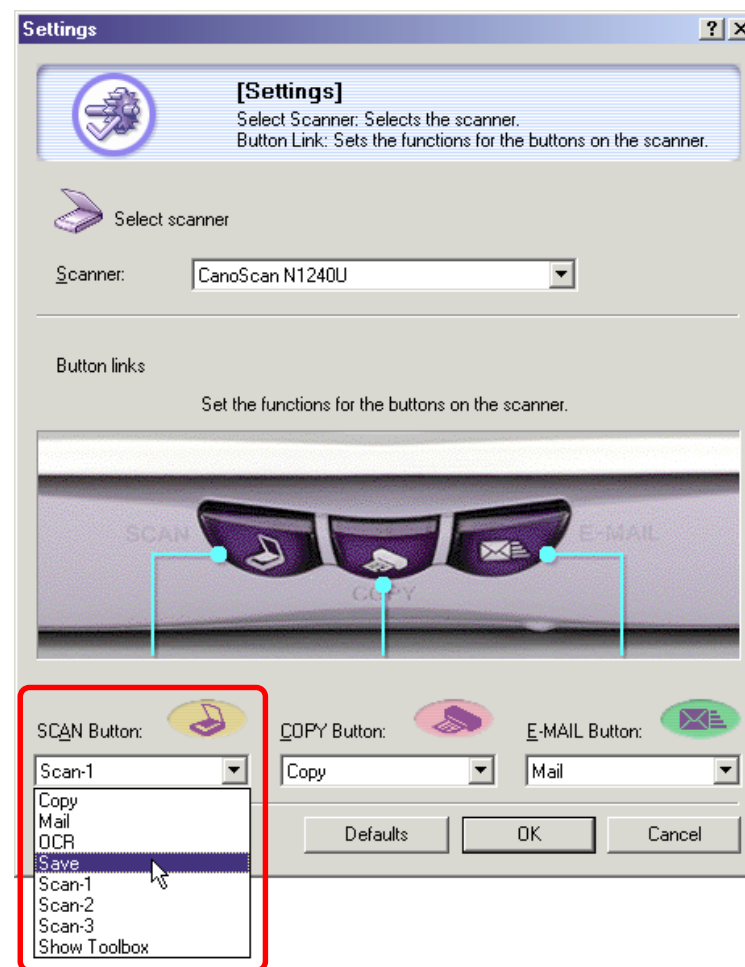 Settings
[Settings]
Select Scanner: Selects the scanner.
Button Link: Sets the functions for the buttons on the scanner.
Select scanner
Scanner: CanoScan N1240U
Button links
Set the functions for the buttons on the scanner.
SCAN E-MAIL
COPY
SCAN Button: COPY Button: E-MAIL Button:
Scan-1 Copy Mail
Copy
Mail
OCR
Save
Scan-1
Scan-2
Scan-3
Show Toolbox
Defaults OK Cancel